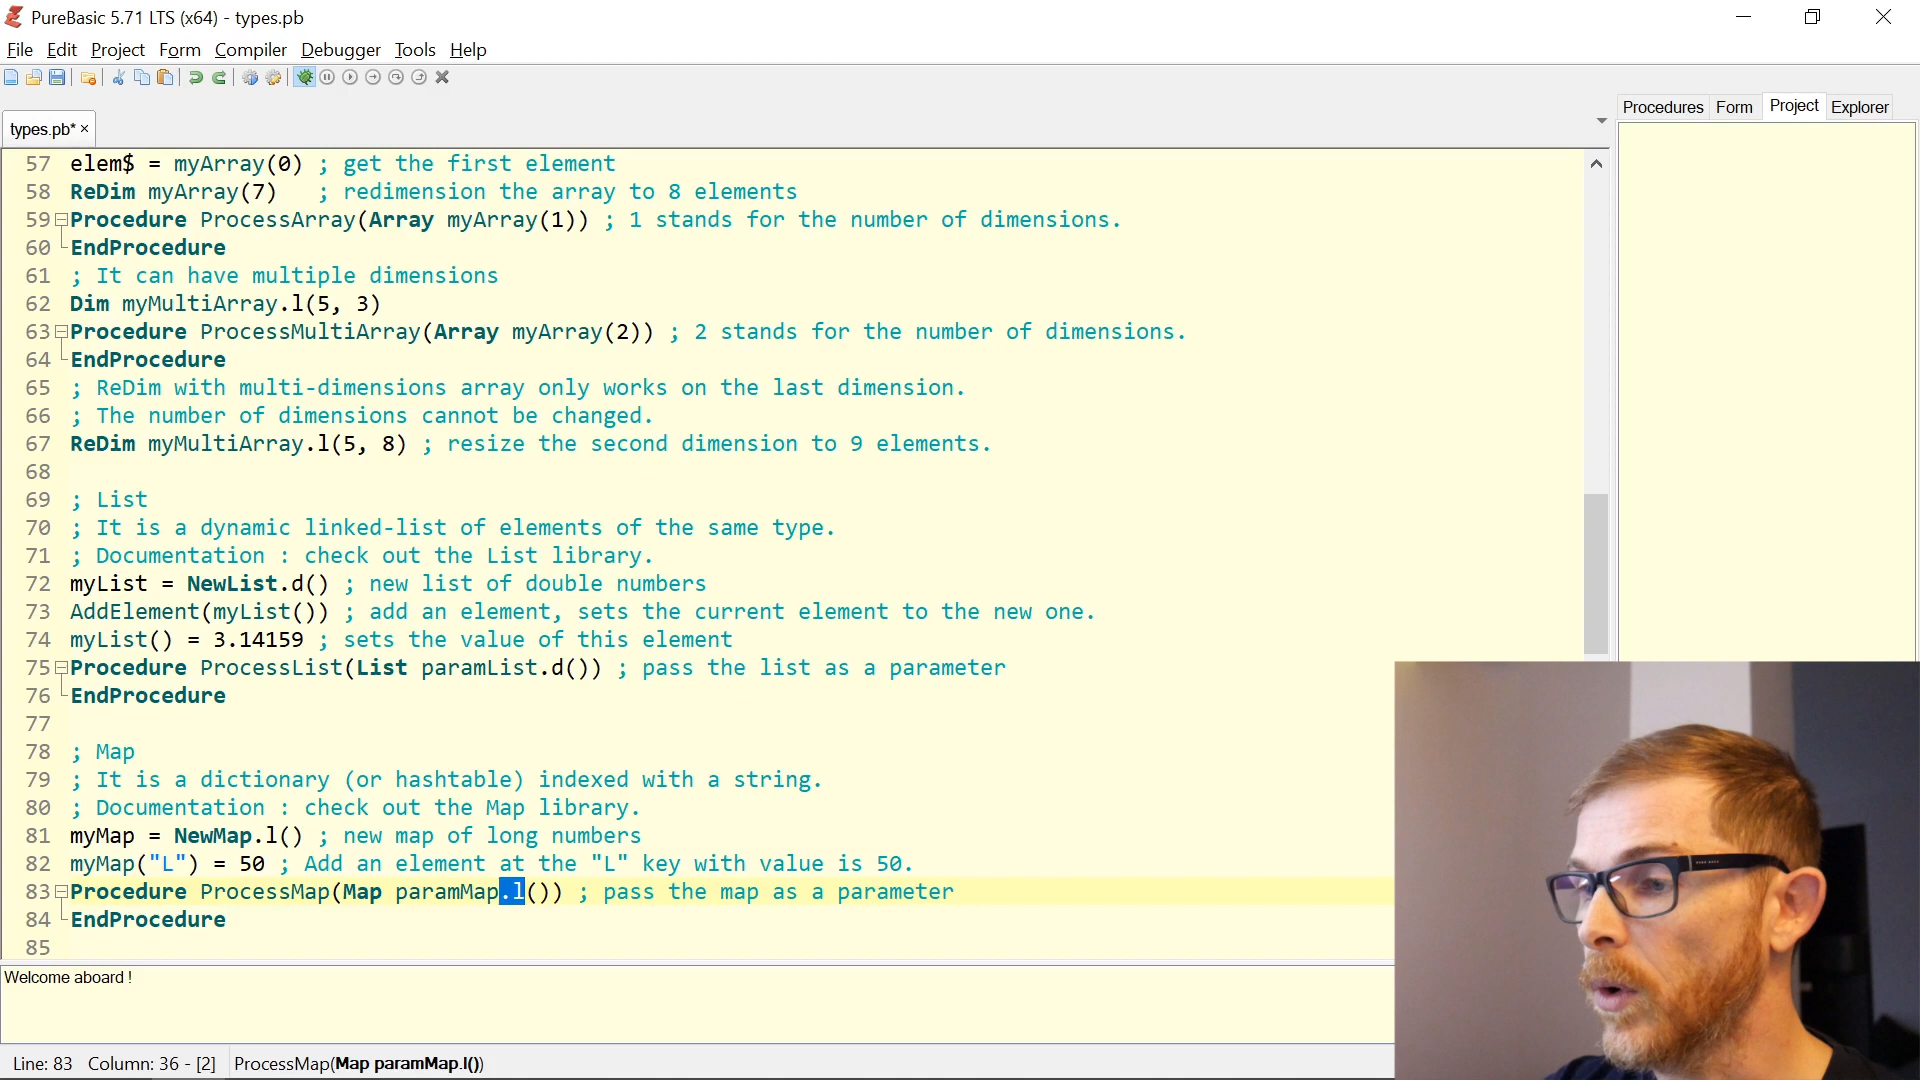 PureBasic 5.71 LTS (x64) - types.pb
File Edit Project Form Compiler Debugger Tools Help
Procedures Form Project Explorer
types.pb*
57 elem$ = myArray(0) ; get the first element
58 ReDim myArray(7)   ; redimension the array to 8 elements
59 Procedure ProcessArray(Array myArray(1)) ; 1 stands for the number of dimensions.
60 EndProcedure
61 ; It can have multiple dimensions
62 Dim myMultiArray.l(5, 3)
63 Procedure ProcessMultiArray(Array myArray(2)) ; 2 stands for the number of dimensions.
64 EndProcedure
65 ; ReDim with multi-dimensions array only works on the last dimension.
66 ; The number of dimensions cannot be changed.
67 ReDim myMultiArray.l(5, 8) ; resize the second dimension to 9 elements.
68
69 ; List
70 ; It is a dynamic linked-list of elements of the same type.
71 ; Documentation : check out the List library.
72 myList = NewList.d() ; new list of double numbers
73 AddElement(myList()) ; add an element, sets the current element to the new one.
74 myList() = 3.14159 ; sets the value of this element
75 Procedure ProcessList(List paramList.d()) ; pass the list as a parameter
76 EndProcedure
77
78 ; Map
79 ; It is a dictionary (or hashtable) indexed with a string.
80 ; Documentation : check out the Map library.
81 myMap = NewMap.l() ; new map of long numbers
82 myMap("L") = 50 ; Add an element at the "L" key with value is 50.
83 Procedure ProcessMap(Map paramMap.l()) ; pass the map as a parameter
84 EndProcedure
85
Welcome aboard !
Line: 83 Column: 36 - [2] ProcessMap(Map paramMap.l())